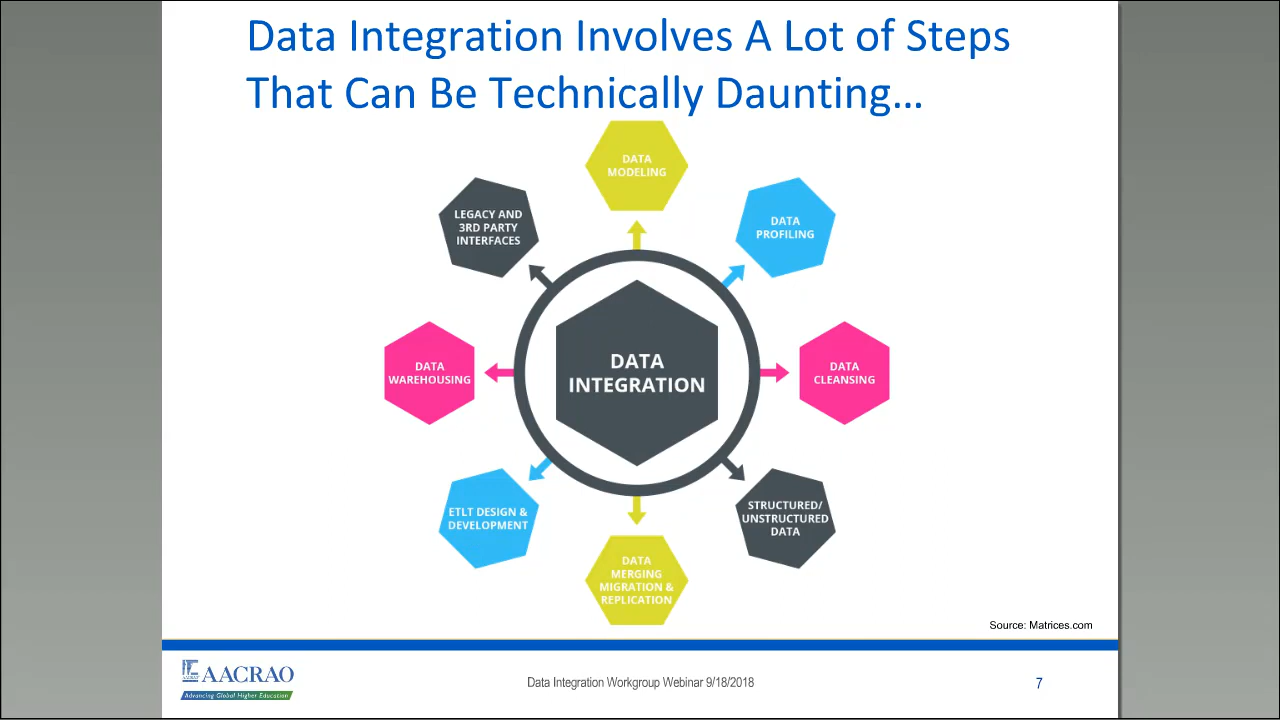 Data Integration Involves A Lot of Steps
That Can Be Technically Daunting...
DATA
MODELING
DATA
PROFILING
DATA
CLEANSING
STRUCTURED/
UNSTRUCTURED
DATA
DATA
MERGING
MIGRATION &
REPLICATION
ETLT DESIGN &
DEVELOPMENT
DATA
WAREHOUSING
LEGACY AND
3RD PARTY
INTERFACES
DATA
INTEGRATION
Source: Matrices.com
AACRAO
Advancing Global Higher Education
Data Integration Workgroup Webinar 9/18/2018
7